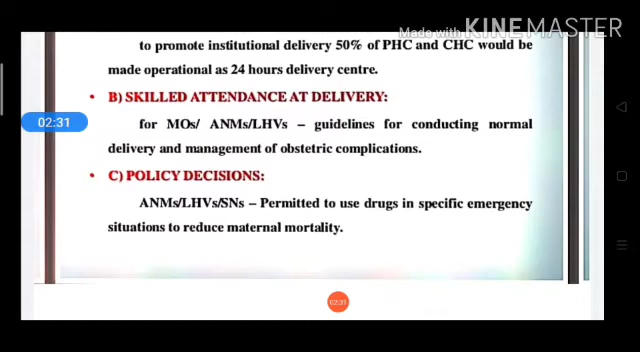 Made with KINEMASTER
to promote institutional delivery 50% of PHC and CHC would be
made operational as 24 hours delivery centre.
• B) SKILLED ATTENDANCE AT DELIVERY:
02:31
for MOs/ ANMs/LHVs – guidelines for conducting normal
delivery and management of obstetric complications.
• C) POLICY DECISIONS:
ANMs/LHVs/SNs – Permitted to use drugs in specific emergency
situations to reduce maternal mortality.
02:31